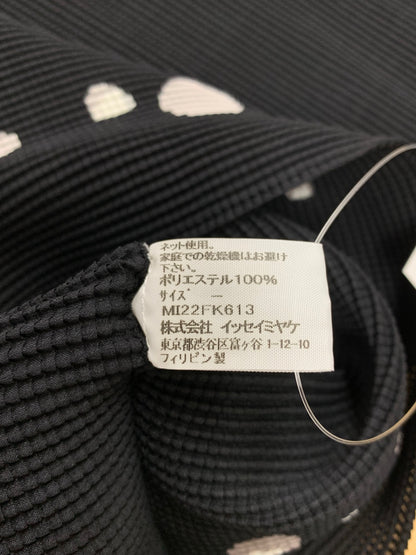 ネット使用。
家庭での乾燥機はお避け
下さい。
ポリエステル100%
サイズ －
MI22FK613
株式会社 イッセイミヤケ
東京都渋谷区富ヶ谷 1-12-10
フィリピン製